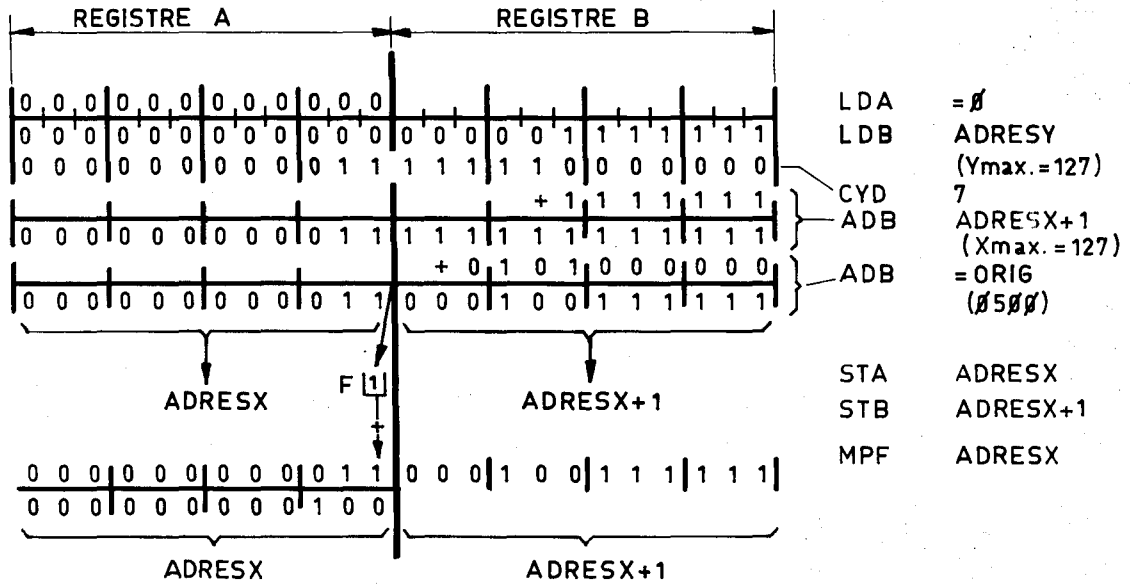 REGISTRE A REGISTRE B
0 0 0 0 0 0 0 0 0 0 0 0 LDA =Ø
0 0 0 0 0 0 0 0 0 0 0 0 0 0 0 0 0 1 1 1 1 1 1 1 LDB ADRESY
0 0 0 0 0 0 0 0 0 0 1 1 1 1 1 1 1 0 0 0 0 0 0 0 (Ymax.=127)
+ 1 1 1 1 1 1 1 CYD 7
0 0 0 0 0 0 0 0 0 0 1 1 1 1 1 1 1 1 1 1 1 1 1 1 ADB ADRESX+1
(Xmax.=127)
+ 0 1 0 1 0 0 0 0 0 0 ADB =ORIG
0 0 0 0 0 0 0 0 0 0 1 1 0 0 0 1 0 0 1 1 1 1 1 1 (Ø5ØØ)
F 1
STA ADRESX
ADRESX ADRESX+1
STB ADRESX+1
+
MPF ADRESX
0 0 0 0 0 0 0 0 0 0 1 1 0 0 0 1 0 0 1 1 1 1 1 1
0 0 0 0 0 0 0 0 0 1 0 0
ADRESX ADRESX+1